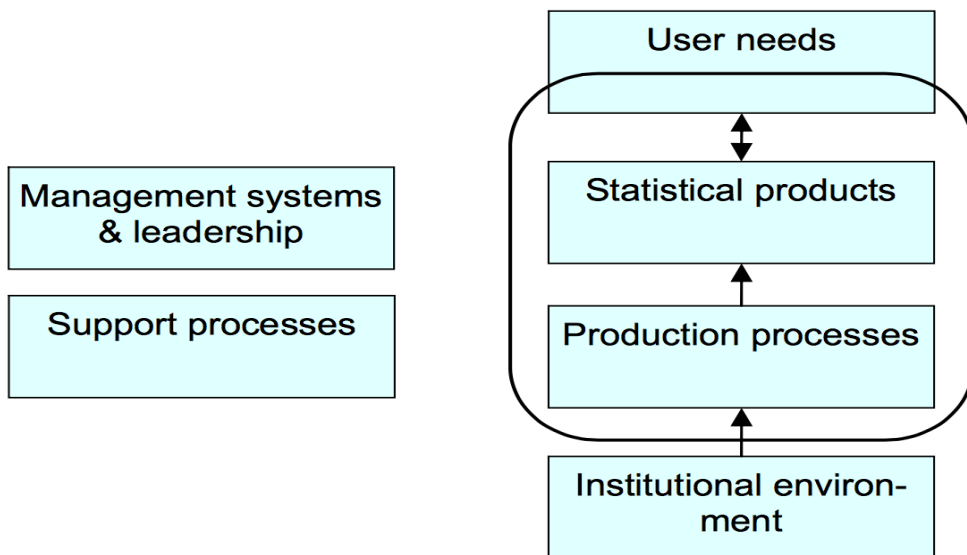 User needs
Management systems
& leadership
Statistical products
Support processes
Production processes
Institutional environ-
ment